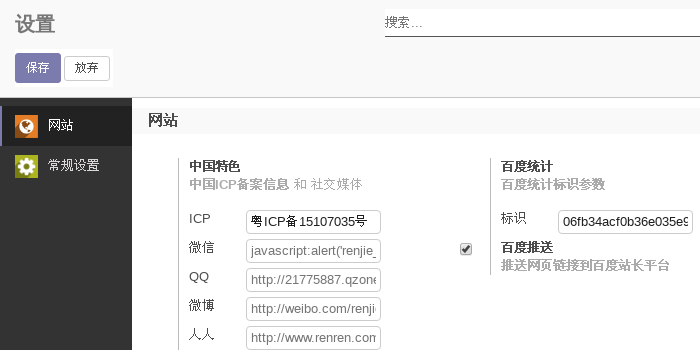 设置
搜索...
保存 放弃
网站
常规设置
网站
中国特色
中国ICP备案信息 和 社交媒体
ICP 粤ICP备15107035号
微信 javascript:alert('renjie_
QQ http://21775887.qzone
微博 http://weibo.com/renji
人人 http://www.renren.com
百度统计
百度统计标识参数
标识 06fb34acf0b36e035e9
百度推送
推送网页链接到百度站长平台